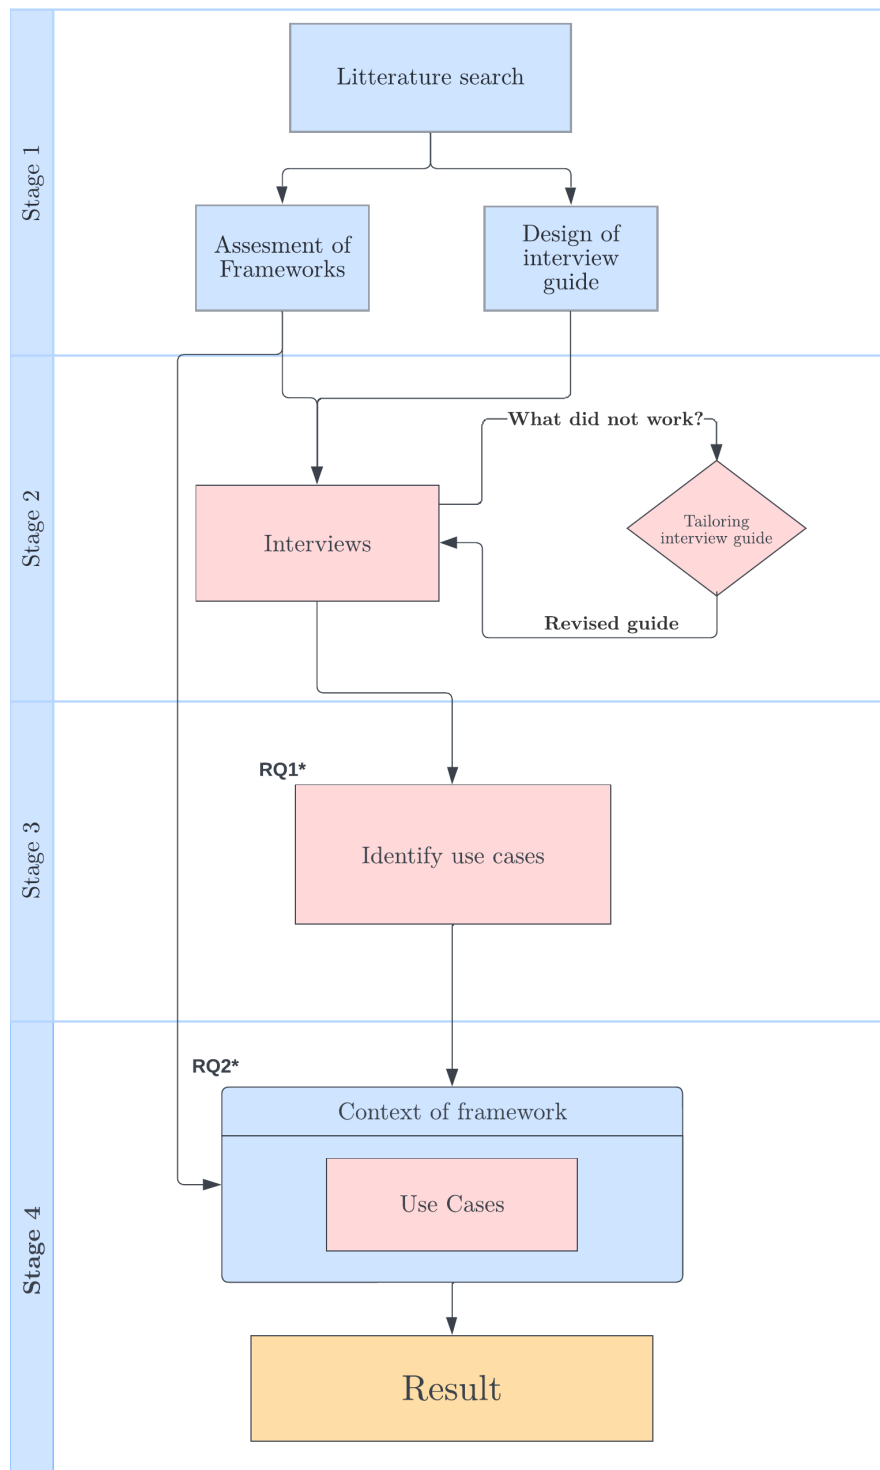 Stage 1
Litterature search
Assesment of
Frameworks
Design of
interview
guide
Stage 2
What did not work?
Interviews
Tailoring
interview guide
Revised guide
Stage 3
RQ1*
Identify use cases
Stage 4
RQ2*
Context of framework
Use Cases
Result